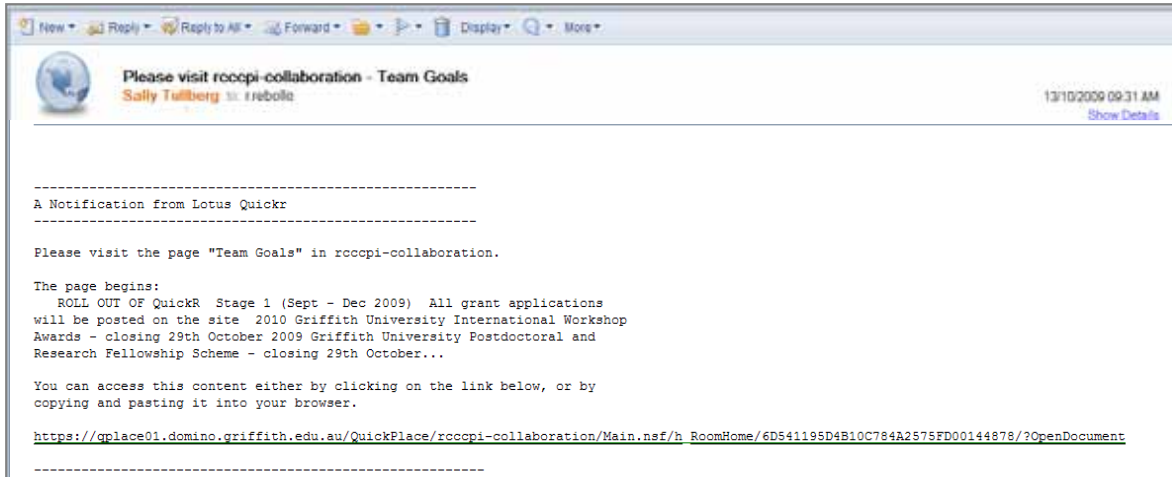 New Reply Reply to All Forward Display More
Please visit rcccpi-collaboration - Team Goals
Sally Tullberg to: r.rebolle
13/10/2009 09:31 AM
Show Details
------------------------------------------------------
A Notification from Lotus Quickr
------------------------------------------------------
Please visit the page "Team Goals" in rcccpi-collaboration.
The page begins:
ROLL OUT OF QuickR Stage 1 (Sept - Dec 2009) All grant applications
will be posted on the site 2010 Griffith University International Workshop
Awards - closing 29th October 2009 Griffith University Postdoctoral and
Research Fellowship Scheme - closing 29th October...
You can access this content either by clicking on the link below, or by
copying and pasting it into your browser.
https://qplace01.domino.griffith.edu.au/QuickPlace/rcccpi-collaboration/Main.nsf/h_RoomHome/6D541195D4B10C784A2575FD00144878/?OpenDocument
-------------------------------------------------------